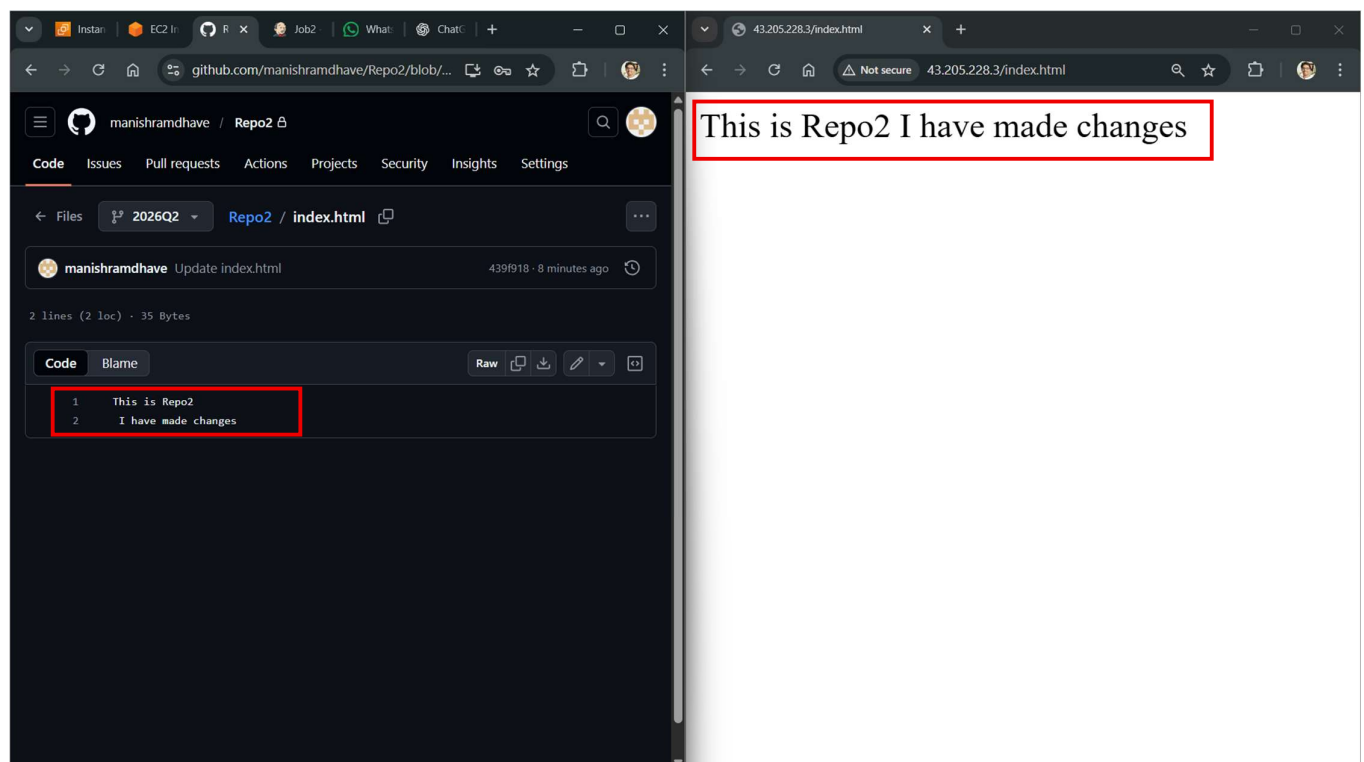 Instan
EC2 In
R
Job2 -
Whats
ChatG
github.com/manishramdhave/Repo2/blob/...
manishramdhave / Repo2
Code Issues Pull requests Actions Projects Security Insights Settings
Files 2026Q2 Repo2 / index.html
manishramdhave Update index.html 439f918 · 8 minutes ago
2 lines (2 loc) · 35 Bytes
Code Blame Raw
1 This is Repo2
2 I have made changes
43.205.228.3/index.html
Not secure 43.205.228.3/index.html
This is Repo2 I have made changes